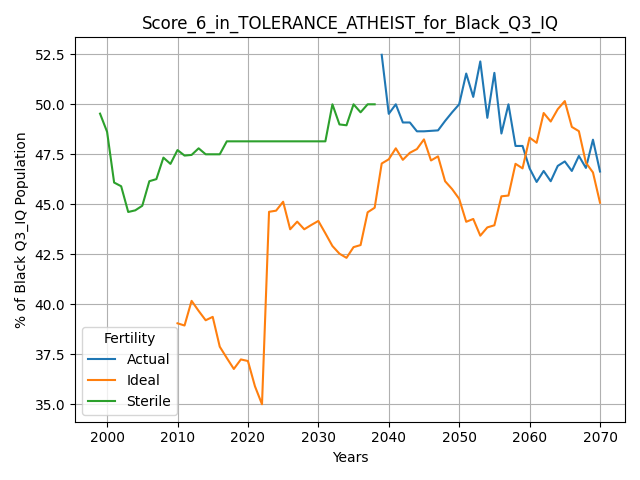 Score_6_in_TOLERANCE_ATHEIST_for_Black_Q3_IQ
% of Black Q3_IQ Population
52.5
50.0
47.5
45.0
42.5
40.0
37.5
35.0
Fertility
Actual
Ideal
Sterile
2000 2010 2020 2030 2040 2050 2060 2070
Years